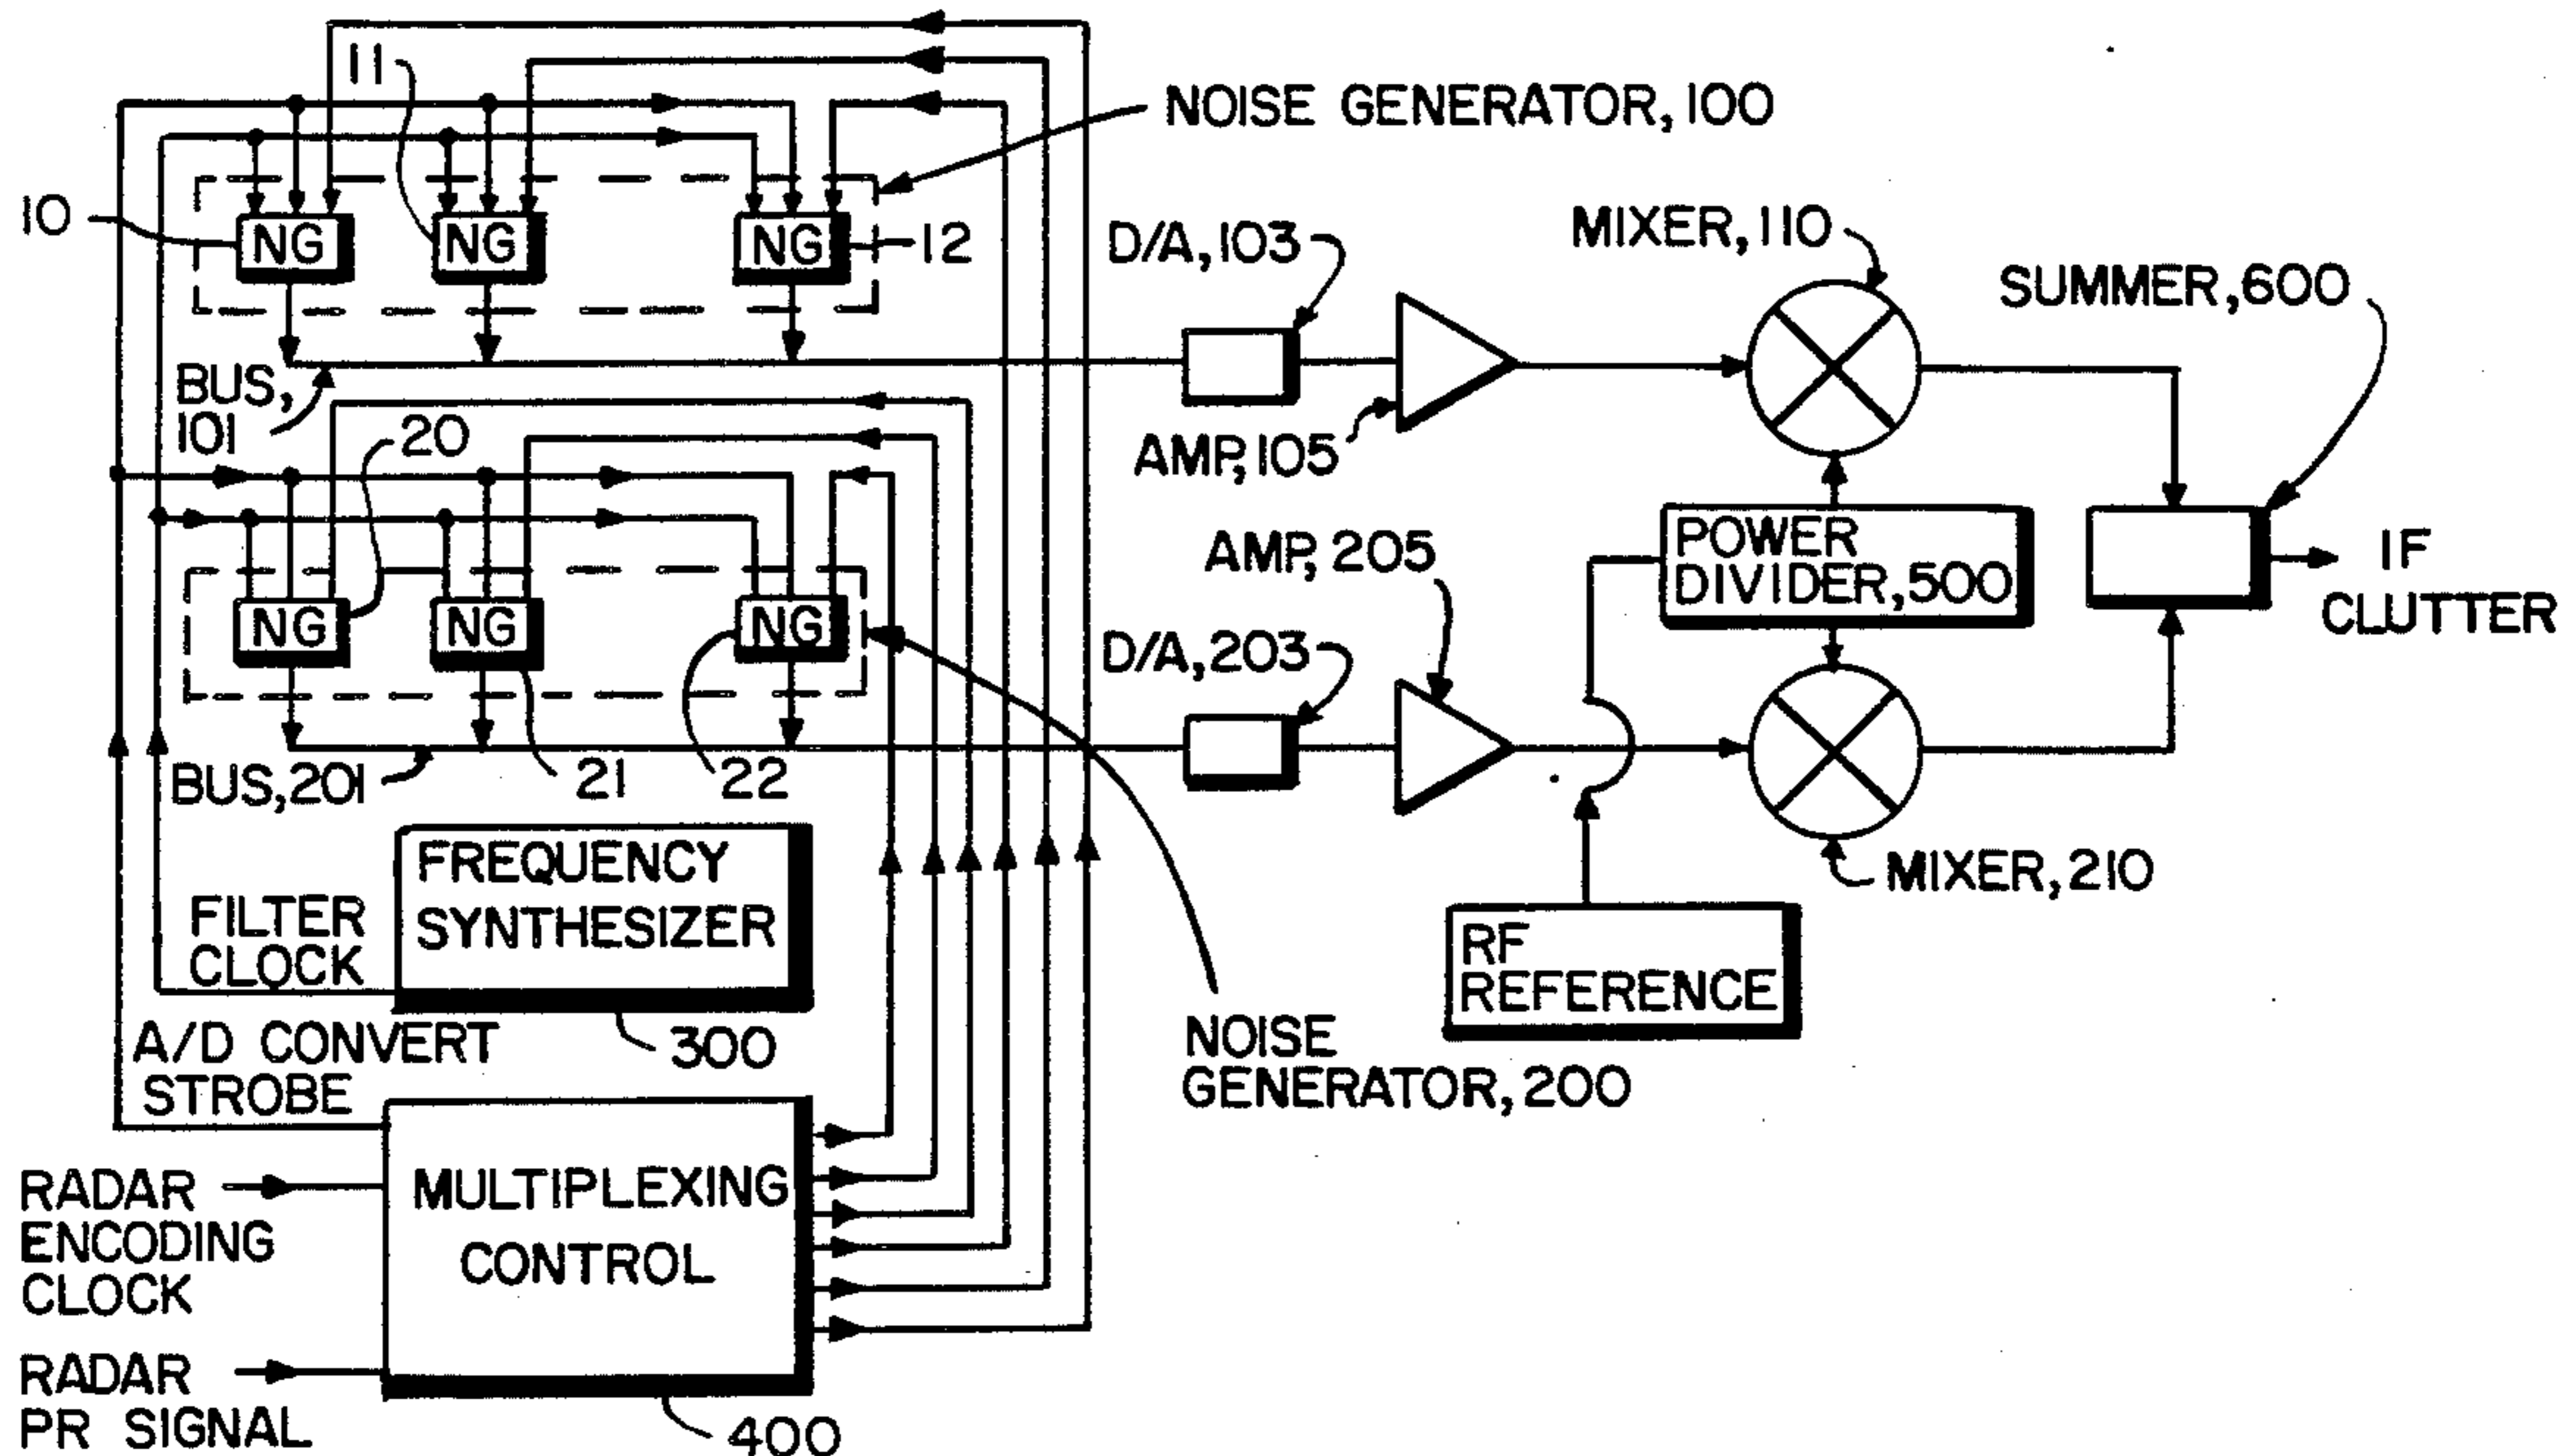 11
NOISE GENERATOR, 100
10
NG
NG
NG
12
D/A, 103
MIXER, 110
SUMMER, 600
BUS,
101
AMP, 105
20
POWER
DIVIDER, 500
IF
CLUTTER
AMP, 205
NG
NG
NG
D/A, 203
BUS, 201
21
22
FREQUENCY
SYNTHESIZER
MIXER, 210
FILTER
CLOCK
RF
REFERENCE
300
NOISE
GENERATOR, 200
A/D CONVERT
STROBE
RADAR
ENCODING
CLOCK
MULTIPLEXING
CONTROL
RADAR
PR SIGNAL
400